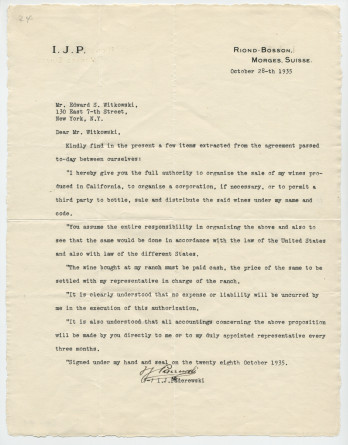 I.J.P.
Riond-Bosson,
Morges, Suisse.
October 28-th 1935
Mr. Edward S. Witkowski,
130 East 7-th Street,
New York, N.Y.
Dear Mr. Witkowski,
Kindly find in the present a few items extracted from the agreement passed
to-day between ourselves:
"I hereby give you the full authority to organize the sale of my wines pro-
duced in California, to organize a corporation, if necessary, or to permit a
third party to bottle, sale and distribute the said wines under my name and
code.
"You assume the entire responsibility in organizing the above and also to
see that the same would be done in accordance with the law of the United States
and also with law of the different States.
"The wine bought at my ranch must be paid cash, the price of the same to be
settled with my representative in charge of the ranch.
"It is clearly understood that no expense or liability will be uncurred by
me in the execution of this authorization.
"It is also understood that all accountings concerning the above proposition
will be made by you directly to me or to my duly appointed representative every
three months.
"Signed under my hand and seal on the twenty eighth October 1935.
I.J.Paderewski